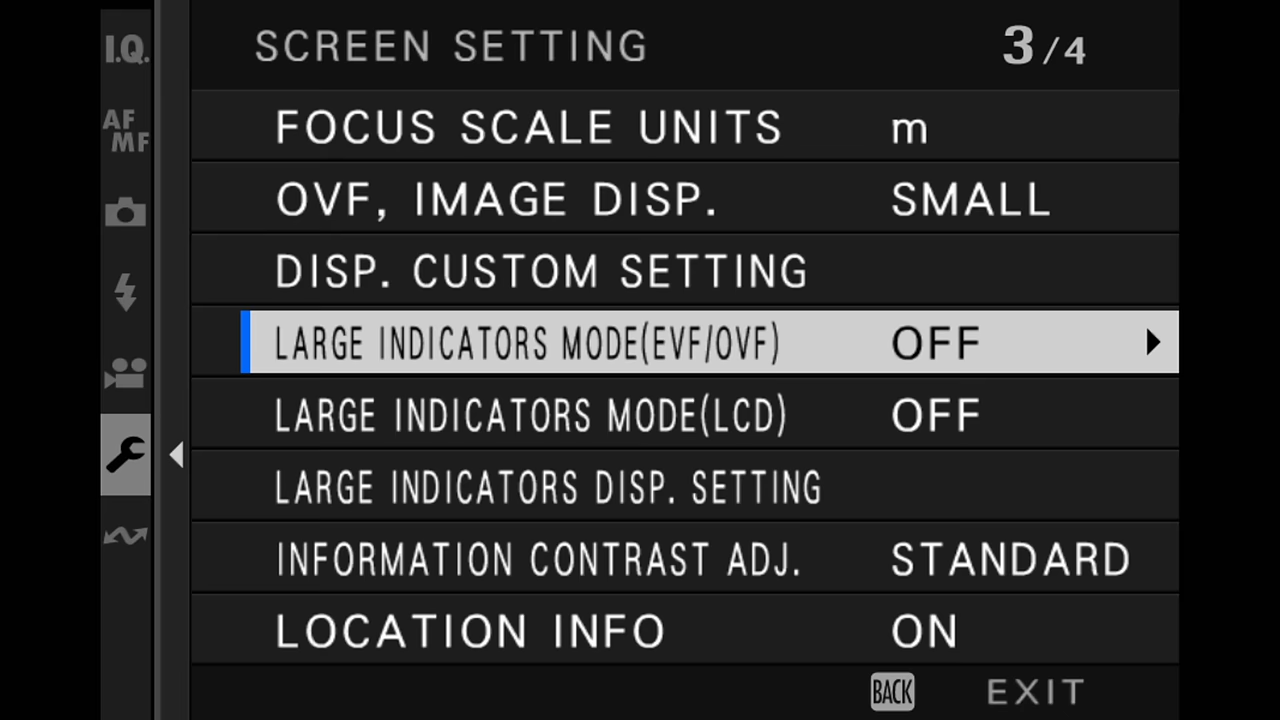 I.Q.
AF
MF
SCREEN SETTING 3/4
FOCUS SCALE UNITS m
OVF, IMAGE DISP. SMALL
DISP. CUSTOM SETTING
LARGE INDICATORS MODE(EVF/OVF) OFF
LARGE INDICATORS MODE(LCD) OFF
LARGE INDICATORS DISP. SETTING
INFORMATION CONTRAST ADJ. STANDARD
LOCATION INFO ON
BACK EXIT